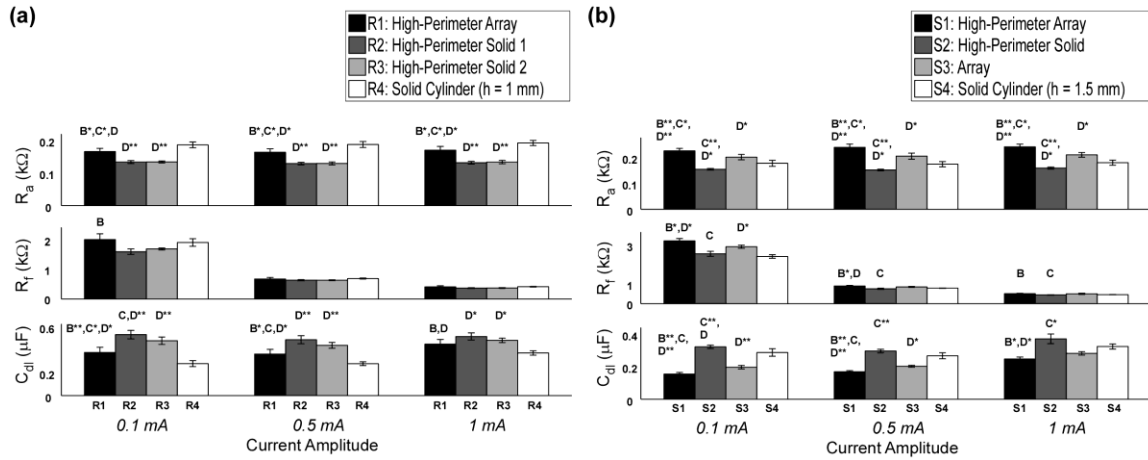 (a)
R1: High-Perimeter Array
R2: High-Perimeter Solid 1
R3: High-Perimeter Solid 2
R4: Solid Cylinder (h = 1 mm)
B*,C*,D D** D** B*,C*,D* D** D** B*,C*,D* D** D**
Ra (kΩ)
0.2
0.1
0
B
Rf (kΩ)
2
1
0
B**,C*,D* C,D** D** B*,C,D* D** D** B,D D* D*
Cdl (μF)
0.6
0.2
0
R1 R2 R3 R4 R1 R2 R3 R4 R1 R2 R3 R4
0.1 mA 0.5 mA 1 mA
Current Amplitude
(b)
S1: High-Perimeter Array
S2: High-Perimeter Solid
S3: Array
S4: Solid Cylinder (h = 1.5 mm)
B**,C*, D* B**,C*, D* B**,C*, D*
D** C**, D** C**, D** C**,
D* D* D*
Ra (kΩ)
0.2
0.1
0
B*,D* C D* B*,D C B C
Rf (kΩ)
3
1
0
B**,C, C**, D** B**,C, C** D* B*,D* C*
D** D D**
Cdl (μF)
0.4
0.2
0
S1 S2 S3 S4 S1 S2 S3 S4 S1 S2 S3 S4
0.1 mA 0.5 mA 1 mA
Current Amplitude